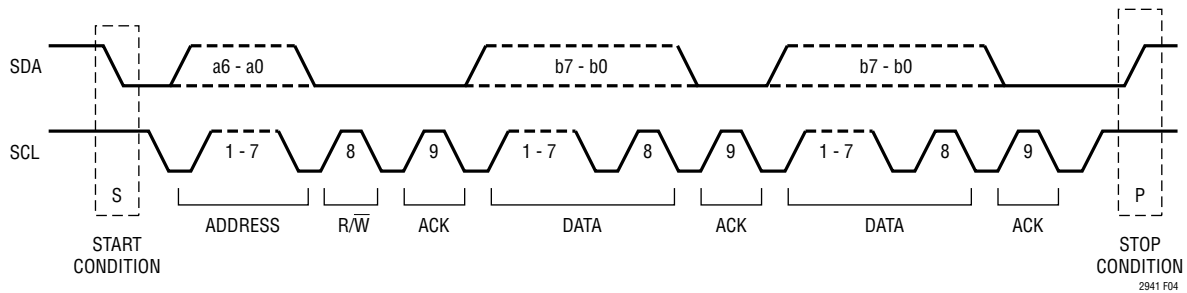 SDA
a6 - a0
b7 - b0
b7 - b0
SCL
1 - 7
8
9
1 - 7
8
9
1 - 7
8
9
S
P
ADDRESS
R/W̅
ACK
DATA
ACK
DATA
ACK
START
CONDITION
STOP
CONDITION
2941 F04